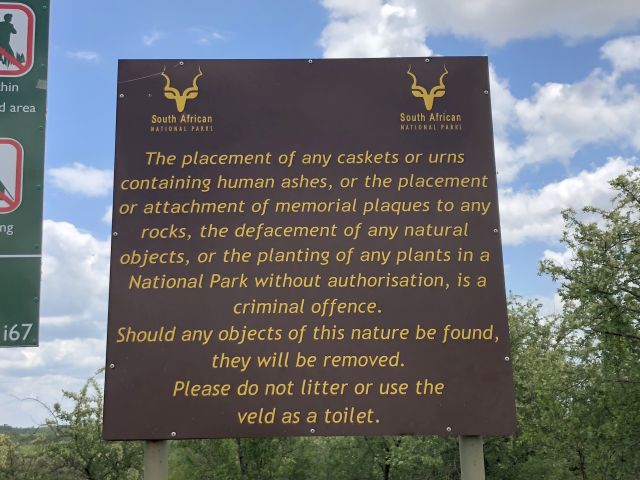 thin
d area
ng
i67
South African
NATIONAL PARKS
South African
NATIONAL PARKS
The placement of any caskets or urns
containing human ashes, or the placement
or attachment of memorial plaques to any
rocks, the defacement of any natural
objects, or the planting of any plants in a
National Park without authorisation, is a
criminal offence.
Should any objects of this nature be found,
they will be removed.
Please do not litter or use the
veld as a toilet.